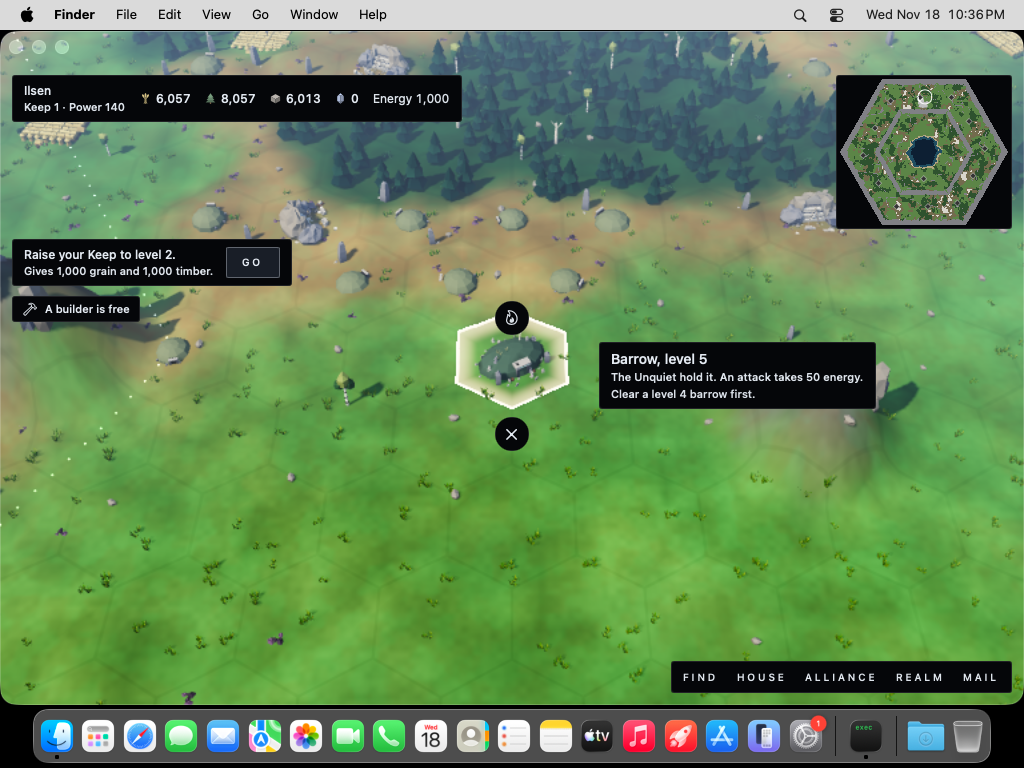 Finder File Edit View Go Window Help Wed Nov 18 10:36 PM
Ilsen
Keep 1 · Power 140
6,057 8,057 6,013 0 Energy 1,000
Raise your Keep to level 2.
Gives 1,000 grain and 1,000 timber.
GO
A builder is free
Barrow, level 5
The Unquiet hold it. An attack takes 50 energy.
Clear a level 4 barrow first.
FIND HOUSE ALLIANCE REALM MAIL
Wed
18
tv
1
exec